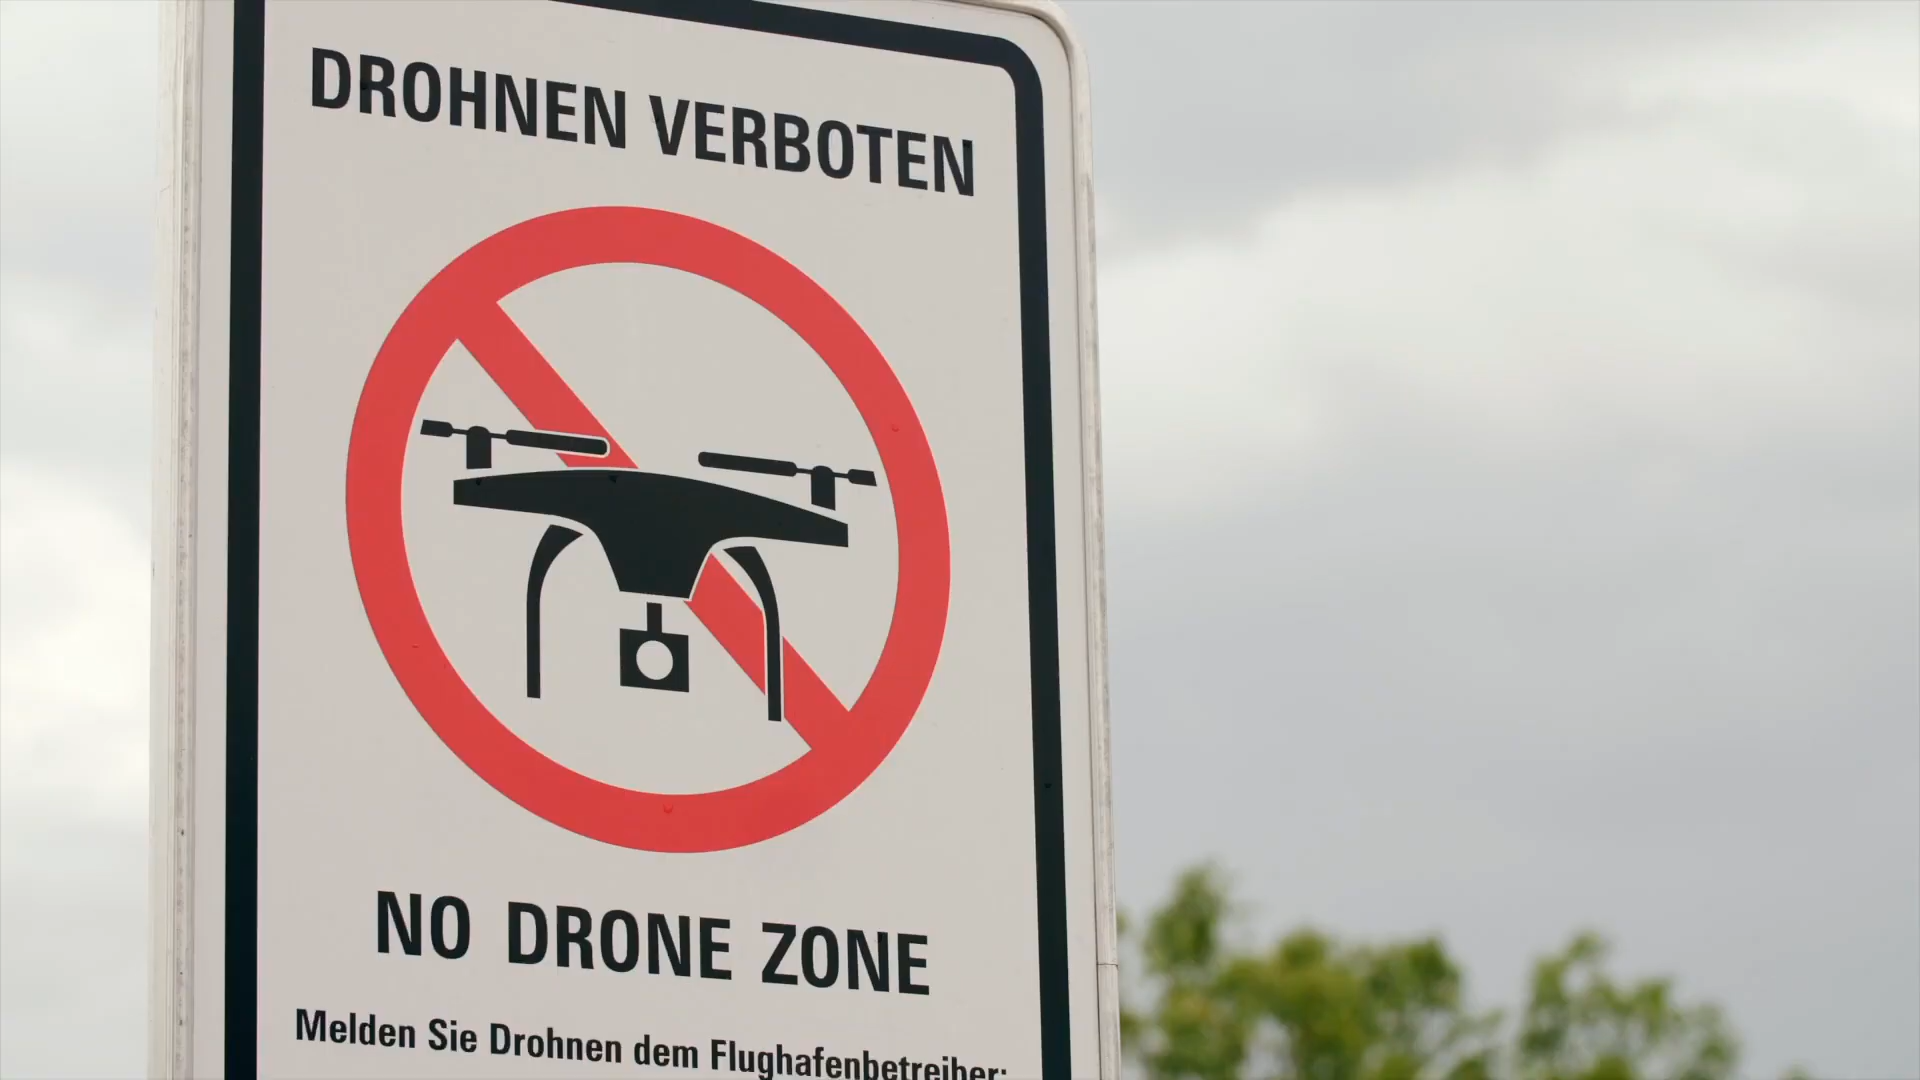 DROHNEN VERBOTEN
NO DRONE ZONE
Melden Sie Drohnen dem Flughafenbetreiber: